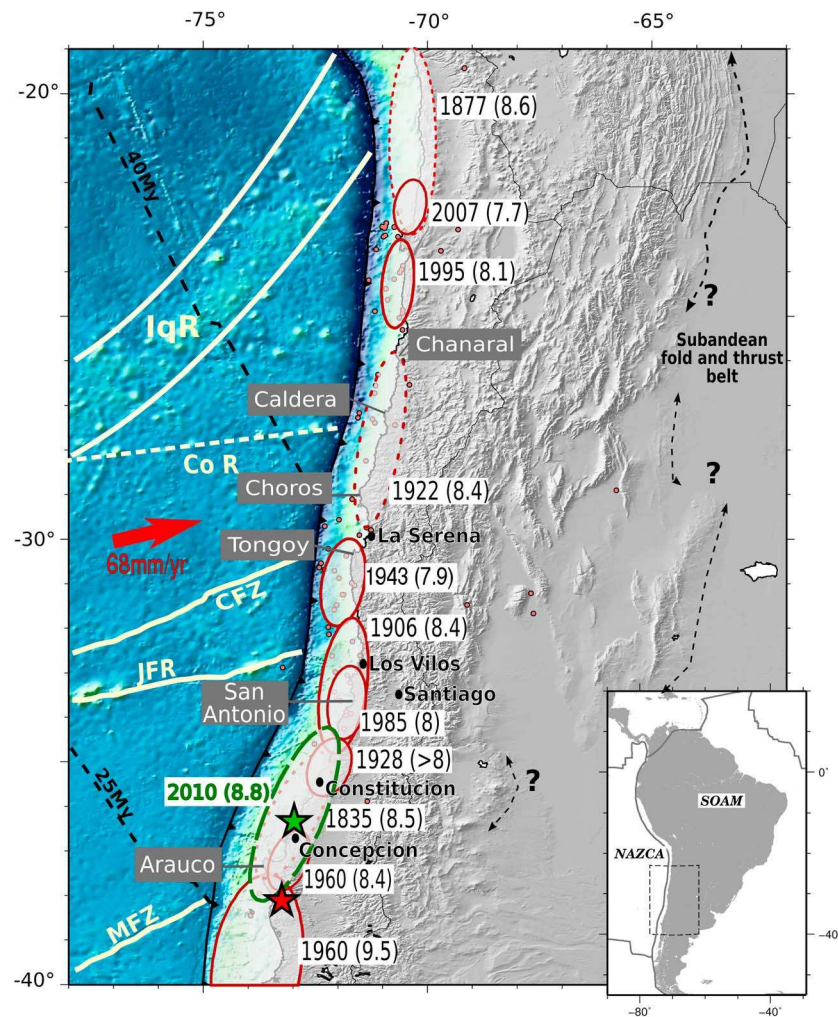 -75°
-70°
-65°
-20°
1877 (8.6)
40My
2007 (7.7)
1995 (8.1)
?
IqR
Chanaral
Subandean
fold and thrust
belt
Caldera
Co R
?
Choros
1922 (8.4)
-30°
La Serena
Tongoy
68mm/yr
1943 (7.9)
CFZ
1906 (8.4)
JFR
Los Vilos
San
Antonio
Santiago
1985 (8)
1928 (>8)
25My
2010 (8.8)
Constitucion
?
0°
1835 (8.5)
SOAM
Concepcion
NAZCA
Arauco
1960 (8.4)
MFZ
1960 (9.5)
-40
-40°
-80°
-40°